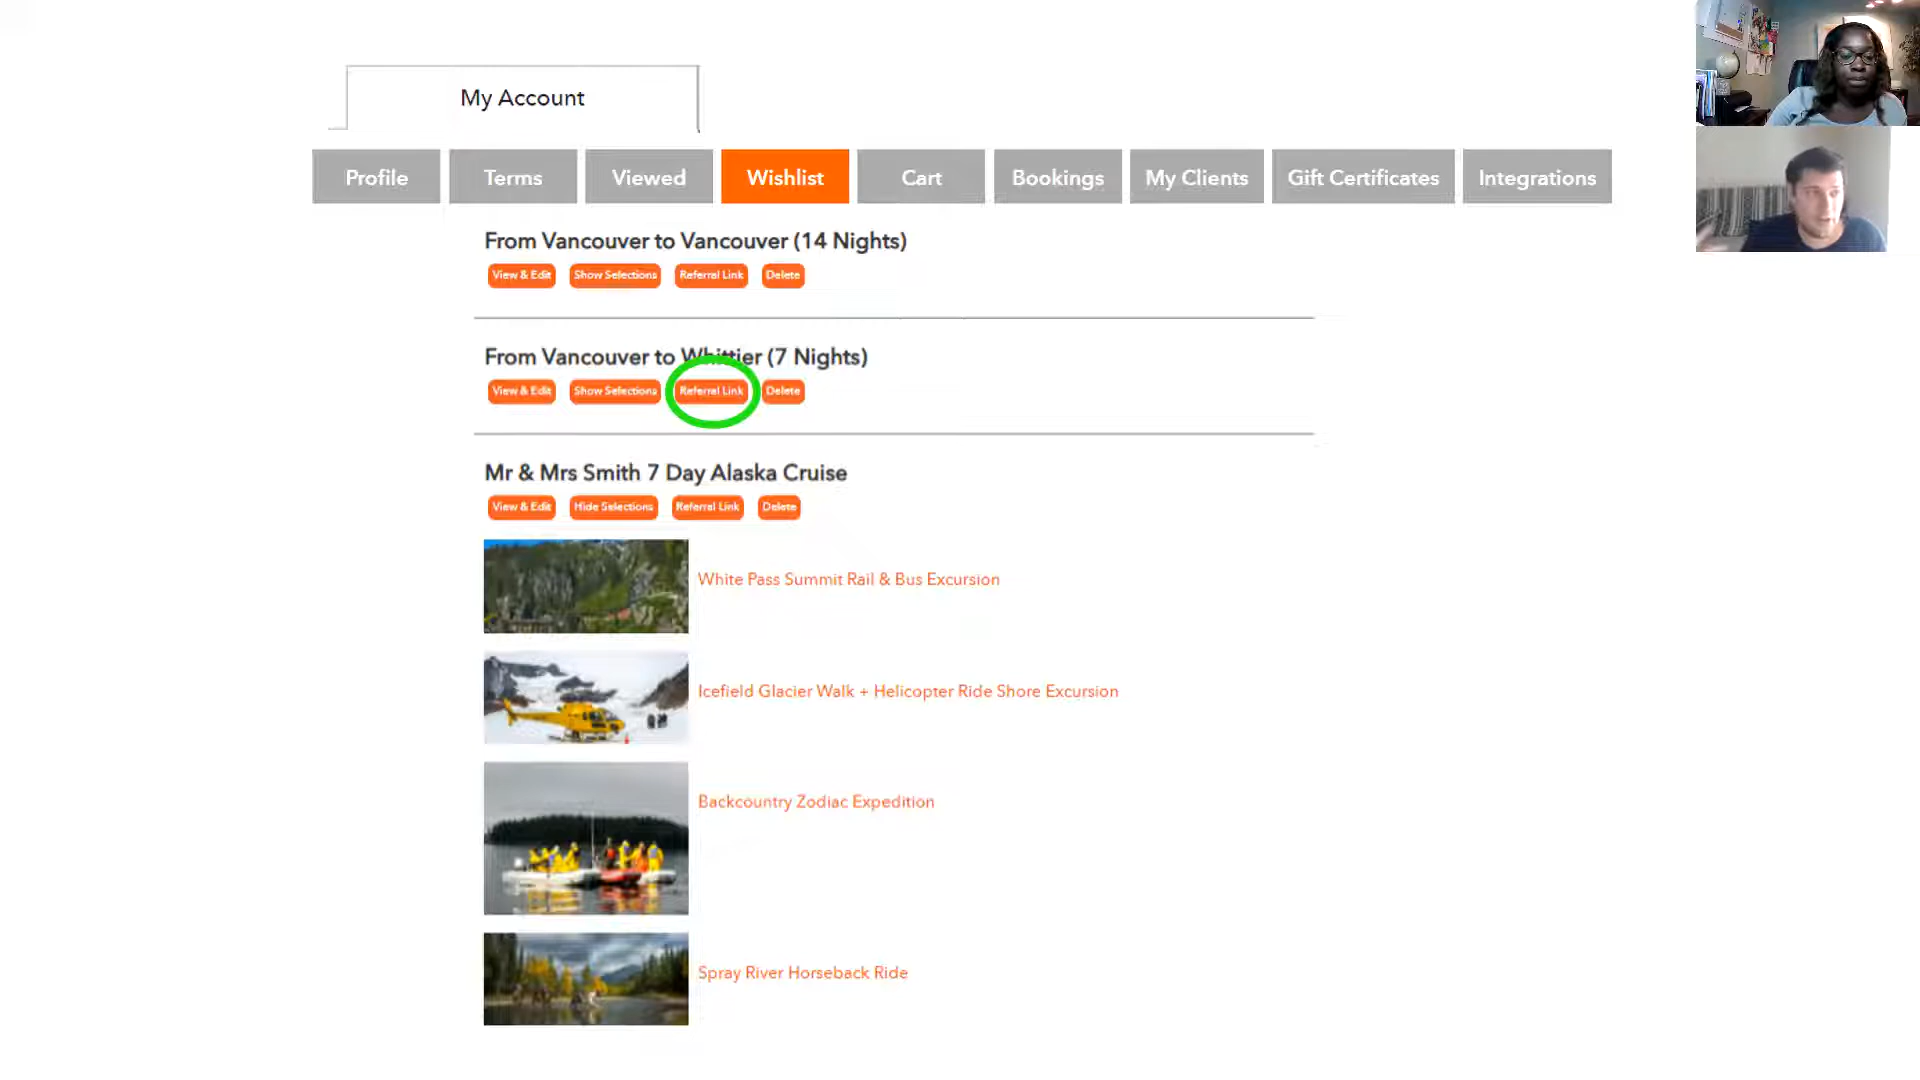 My Account
Profile Terms Viewed Wishlist Cart Bookings My Clients Gift Certificates Integrations
From Vancouver to Vancouver (14 Nights)
View & Edit Show Selections Referral Link Delete
From Vancouver to Whittier (7 Nights)
View & Edit Show Selections Referral Link Delete
Mr & Mrs Smith 7 Day Alaska Cruise
View & Edit Hide Selections Referral Link Delete
White Pass Summit Rail & Bus Excursion
Icefield Glacier Walk + Helicopter Ride Shore Excursion
Backcountry Zodiac Expedition
Spray River Horseback Ride